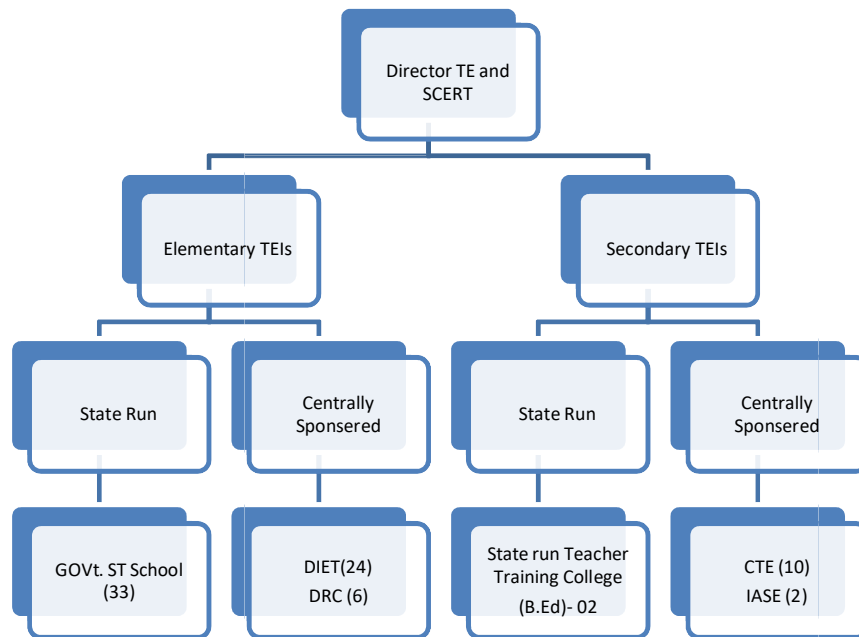 Director TE and
SCERT
Elementary TEIs
Secondary TEIs
State Run
Centrally
Sponsered
State Run
Centrally
Sponsered
GOVt. ST School
(33)
DIET(24)
DRC (6)
State run Teacher
Training College
(B.Ed)- 02
CTE (10)
IASE (2)